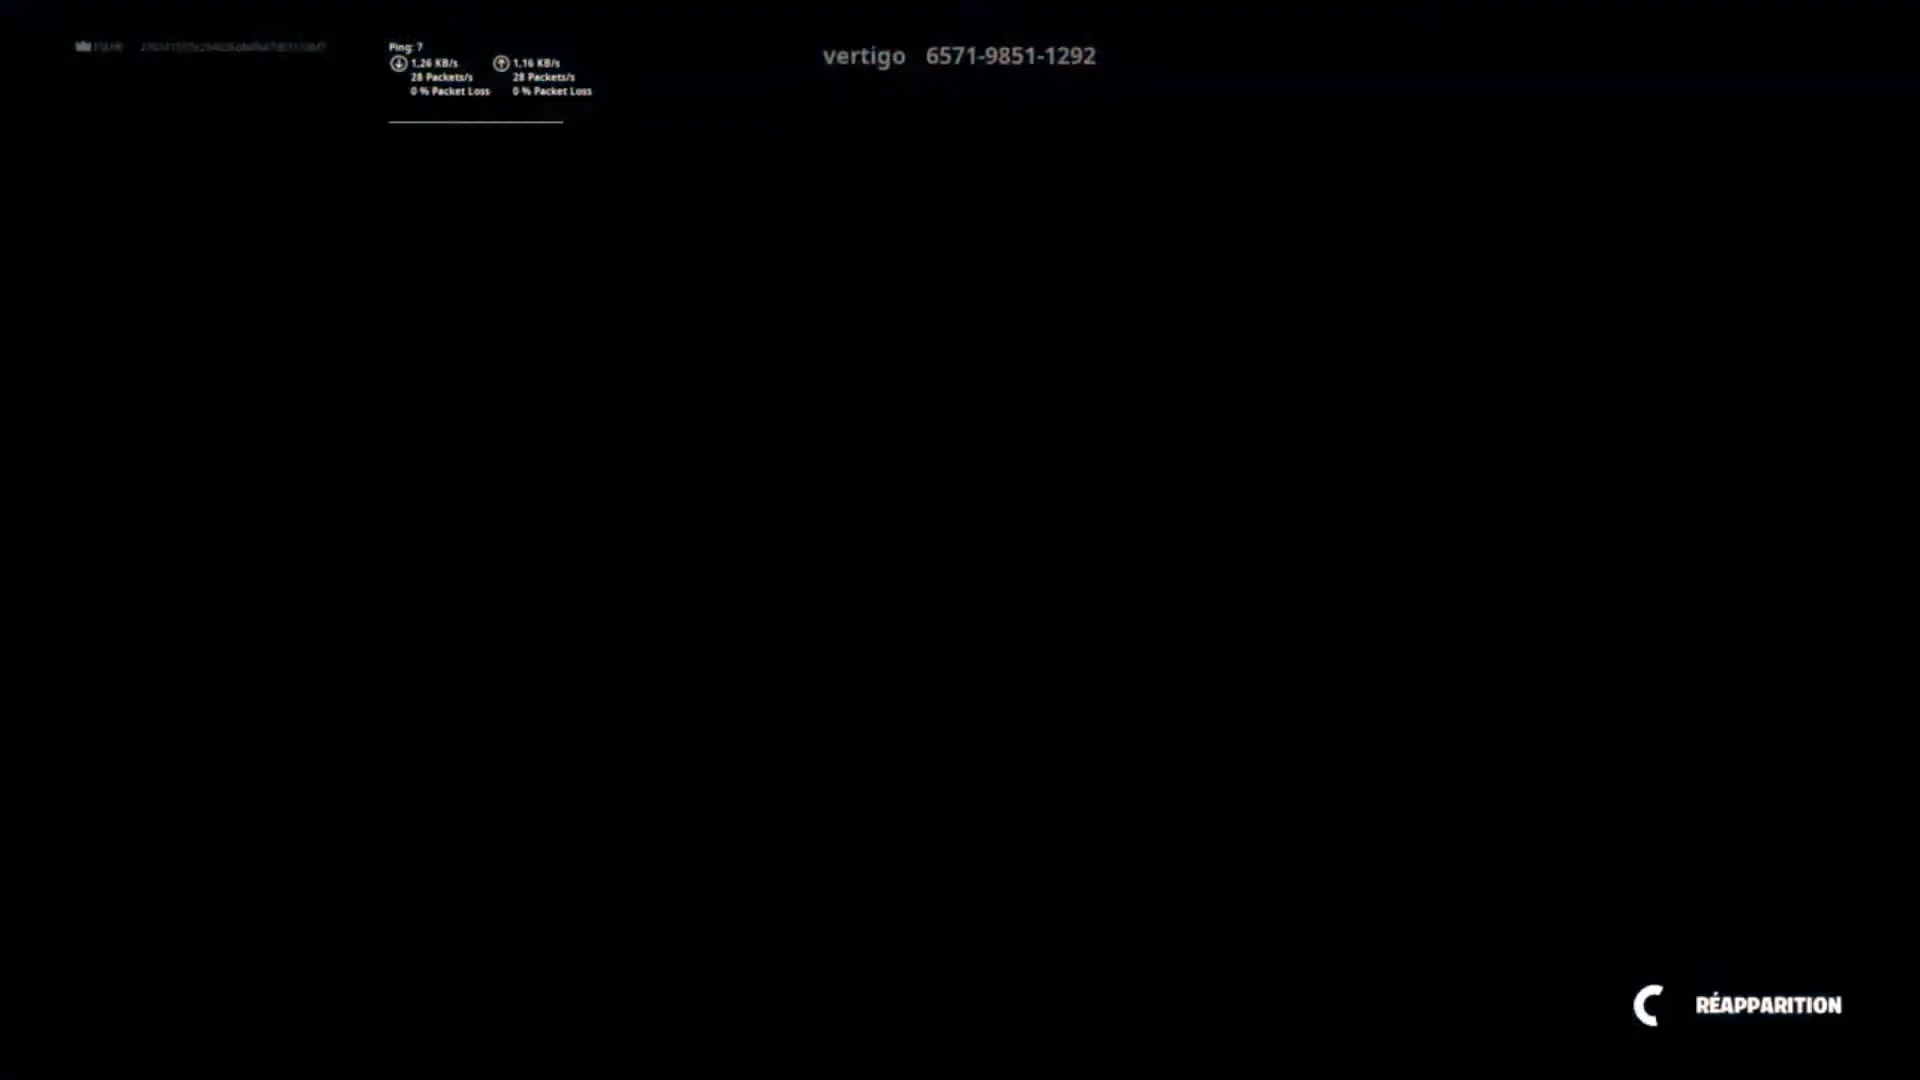 Ping: 7
1.26 KB/s 1.16 KB/s
28 Packets/s 28 Packets/s
0 % Packet Loss 0 % Packet Loss
vertigo 6571-9851-1292
RÉAPPARITION